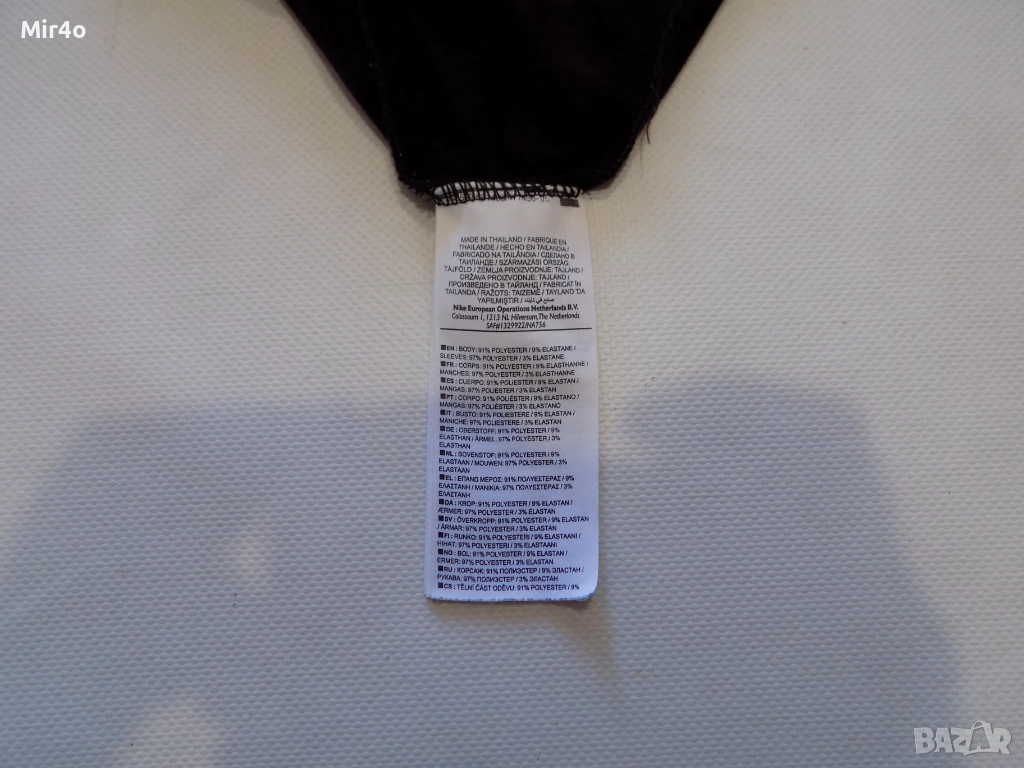 Mir4o
MADE IN THAILAND / FABRIQUE EN
THAILANDE / HECHO EN TAILANDIA /
FABRICADO NA TAILÂNDIA / СДЕЛАНО В
ТАИЛАНДЕ / SZÁRMAZÁSI ORSZÁG:
TÁJFÖLD / ZEMLJA PROIZVODNJE: TAJLAND /
DRŽAVA PROIZVODNJE: TAJLAND /
ПРОИЗВЕДЕНО В ТАЙЛАНД / FABRICAT ÎN
TAILANDA / RAŽOTS: TAIZEMĒ / TAYLAND'DA
YAPILMIŞTIR / صنع في تايلند
Nike European Operations Netherlands B.V.
Colosseum 1, 1213 NL Hilversum, The Netherlands
SAF#1329922/NA756
EN: BODY: 91% POLYESTER / 9% ELASTANE /
SLEEVES: 97% POLYESTER / 3% ELASTANE
FR: CORPS: 91% POLYESTER / 9% ELASTHANNE /
MANCHES: 97% POLYESTER / 3% ELASTHANNE
ES: CUERPO: 91% POLIESTER / 9% ELASTAN /
MANGAS: 97% POLIESTER / 3% ELASTAN
PT: CORPO: 91% POLIÉSTER / 9% ELASTANO /
MANGAS: 97% POLIÉSTER / 3% ELASTANO
IT: BUSTO: 91% POLIESTERE / 9% ELASTAN /
MANICHE: 97% POLIESTERE / 3% ELASTAN
DE: OBERSTOFF: 91% POLYESTER / 9%
ELASTHAN / ÄRMEL: 97% POLYESTER / 3%
ELASTHAN
NL: BOVENSTOF: 91% POLYESTER / 9%
ELASTAAN / MOUWEN: 97% POLYESTER / 3%
ELASTAAN
EL: ΕΠΑΝΩ ΜΕΡΟΣ: 91% ΠΟΛΥΕΣΤΕΡΑΣ / 9%
ΕΛΑΣΤΑΝΗ / ΜΑΝΙΚΙΑ: 97% ΠΟΛΥΕΣΤΕΡΑΣ / 3%
ΕΛΑΣΤΑΝΗ
DA: KROP: 91% POLYESTER / 9% ELASTAN /
ÆRMER: 97% POLYESTER / 3% ELASTAN
SV: ÖVERKROPP: 91% POLYESTER / 9% ELASTAN
/ ÄRMAR: 97% POLYESTER / 3% ELASTAN
FI: RUNKO: 91% POLYESTERI / 9% ELASTAANI /
HIHAT: 97% POLYESTERI / 3% ELASTAANI
NO: BOL: 91% POLYESTER / 9% ELASTAN /
ERMER: 97% POLYESTER / 3% ELASTAN
RU: КОРСАЖ: 91% ПОЛИЭСТЕР / 9% ЭЛАСТАН /
РУКАВА: 97% ПОЛИЭСТЕР / 3% ЭЛАСТАН
CS: TĚLNÍ ČÁST ODĚVU: 91% POLYESTER / 9%
BAZAR